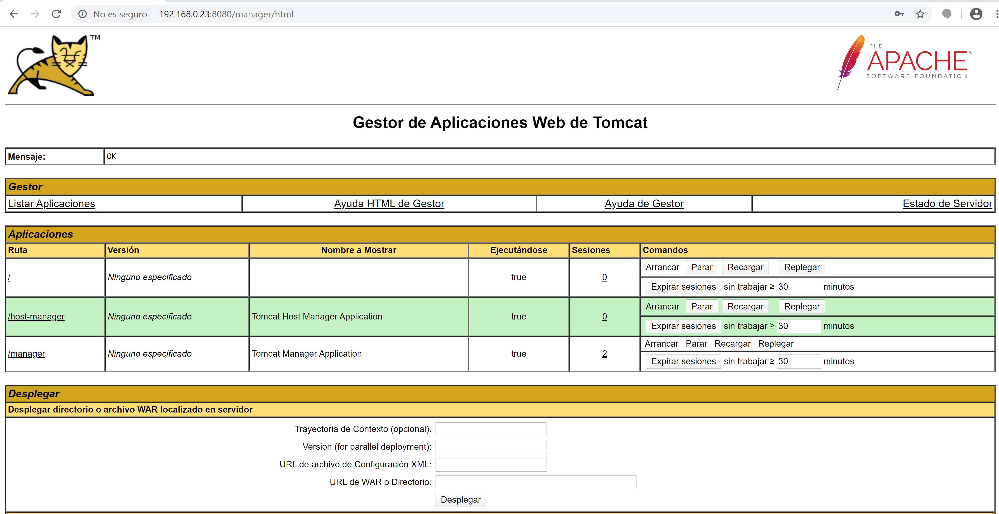 No es seguro 192.168.0.23:8080/manager/html
TM
THE
APACHE®
SOFTWARE FOUNDATION
Gestor de Aplicaciones Web de Tomcat
Mensaje: OK
Gestor
Listar Aplicaciones Ayuda HTML de Gestor Ayuda de Gestor Estado de Servidor
Aplicaciones
Ruta Versión Nombre a Mostrar Ejecutándose Sesiones Comandos
/ Ninguno especificado true 0 Arrancar Parar Recargar Replegar
Expirar sesiones sin trabajar ≥ 30 minutos
/host-manager Ninguno especificado Tomcat Host Manager Application true 0 Arrancar Parar Recargar Replegar
Expirar sesiones sin trabajar ≥ 30 minutos
/manager Ninguno especificado Tomcat Manager Application true 2 Arrancar Parar Recargar Replegar
Expirar sesiones sin trabajar ≥ 30 minutos
Desplegar
Desplegar directorio o archivo WAR localizado en servidor
Trayectoria de Contexto (opcional):
Version (for parallel deployment):
URL de archivo de Configuración XML:
URL de WAR o Directorio:
Desplegar